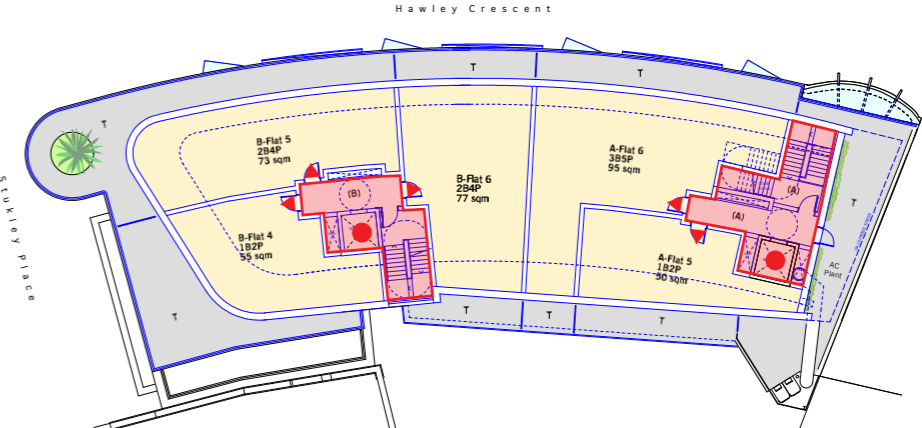 Hawley Crescent
T
T
T
B-Flat 5
2B4P
73 sqm
A-Flat 6
3B5P
95 sqm
B-Flat 6
2B4P
77 sqm
(B)
(A)
(A)
T
Stukley Place
B-Flat 4
1B2P
55 sqm
A-Flat 5
1B2P
50 sqm
AC
Plant
T
T
T
T